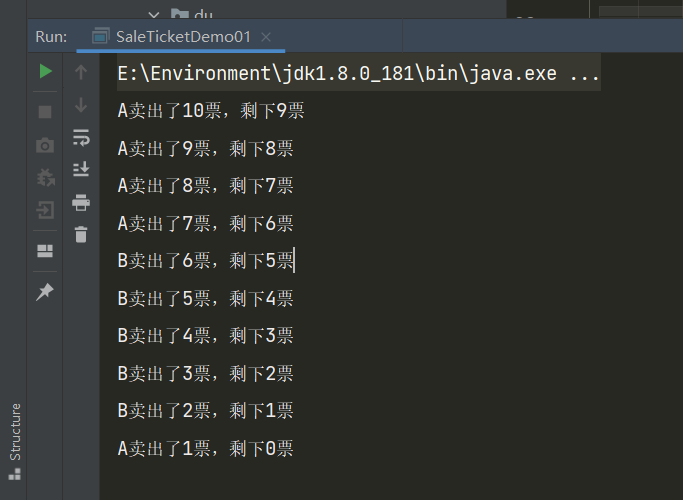 du
Run: SaleTicketDemo01
E:\Environment\jdk1.8.0_181\bin\java.exe ...
A卖出了10票，剩下9票
A卖出了9票，剩下8票
A卖出了8票，剩下7票
A卖出了7票，剩下6票
B卖出了6票，剩下5票
B卖出了5票，剩下4票
B卖出了4票，剩下3票
B卖出了3票，剩下2票
B卖出了2票，剩下1票
A卖出了1票，剩下0票
Structure